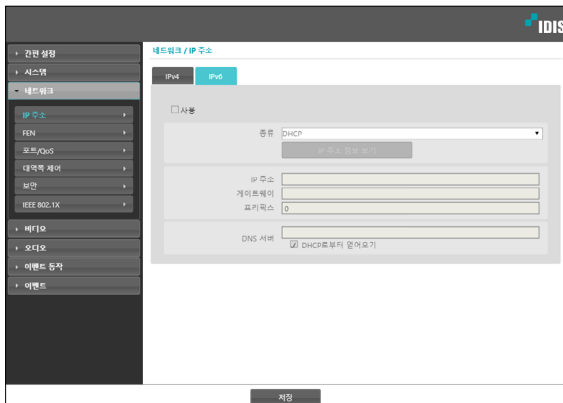 IDIS
간편 설정
시스템
네트워크
IP 주소
FEN
포트/QoS
대역폭 제어
보안
IEEE 802.1X
비디오
오디오
이벤트 동작
이벤트
네트워크 / IP 주소
IPv4
IPv6
사용
종류 DHCP
IP 주소 정보 보기
IP 주소
게이트웨이
프리픽스 0
DNS 서버
DHCP로부터 얻어오기
저장